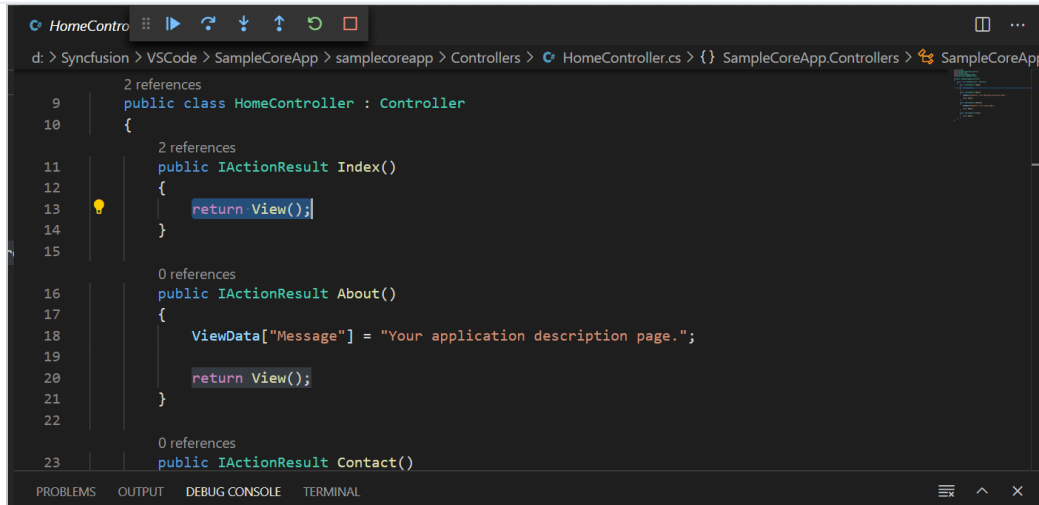 HomeContro
d: > Syncfusion > VSCode > SampleCoreApp > samplecoreapp > Controllers > C# HomeController.cs > {} SampleCoreApp.Controllers > SampleCoreApp
2 references
9 public class HomeController : Controller
10 {
2 references
11 public IActionResult Index()
12 {
13 return View();
14 }
15
0 references
16 public IActionResult About()
17 {
18 ViewData["Message"] = "Your application description page.";
19
20 return View();
21 }
22
0 references
23 public IActionResult Contact()
PROBLEMS OUTPUT DEBUG CONSOLE TERMINAL